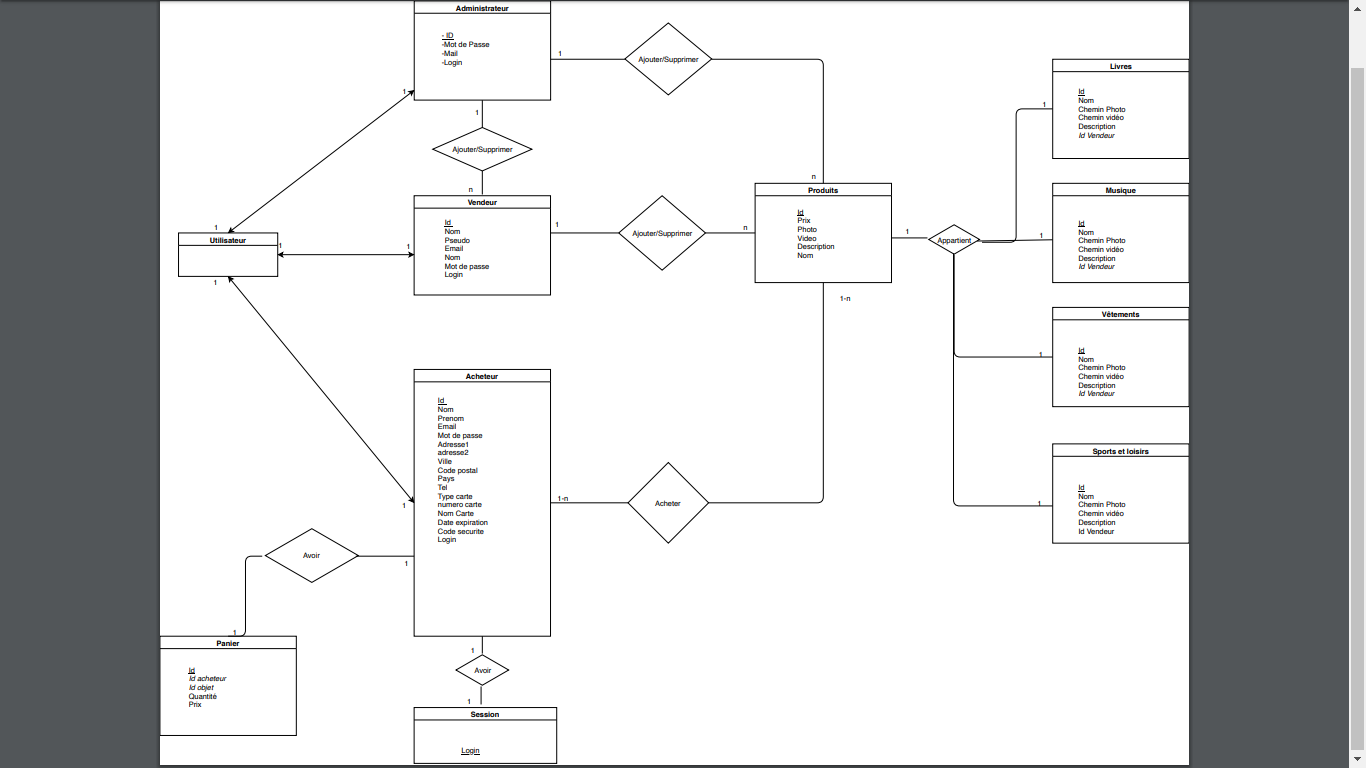 Administrateur
- ID
-Mot de Passe
-Mail
-Login
1
Ajouter/Supprimer
n
1
1
1
Ajouter/Supprimer
n
Utilisateur
1
1
1
Vendeur
Id
Nom
Pseudo
Email
Nom
Mot de passe
Login
1
1
Ajouter/Supprimer
n
Produits
Id
Prix
Photo
Video
Description
Nom
1
Appartient
1-n
Livres
Id
Nom
Chemin Photo
Chemin vidéo
Description
Id Vendeur
1
Musique
Id
Nom
Chemin Photo
Chemin vidéo
Description
Id Vendeur
1
Vêtements
Id
Nom
Chemin Photo
Chemin vidéo
Description
Id Vendeur
1
Sports et loisirs
Id
Nom
Chemin Photo
Chemin vidéo
Description
Id Vendeur
1
Acheteur
Id
Nom
Prenom
Email
Mot de passe
Adresse1
adresse2
Ville
Code postal
Pays
Tel
Type carte
numero carte
Nom Carte
Date expiration
Code securite
Login
1-n
Acheter
Avoir
1
1
Panier
Id
Id acheteur
Id objet
Quantité
Prix
1
Avoir
1
Session
Login